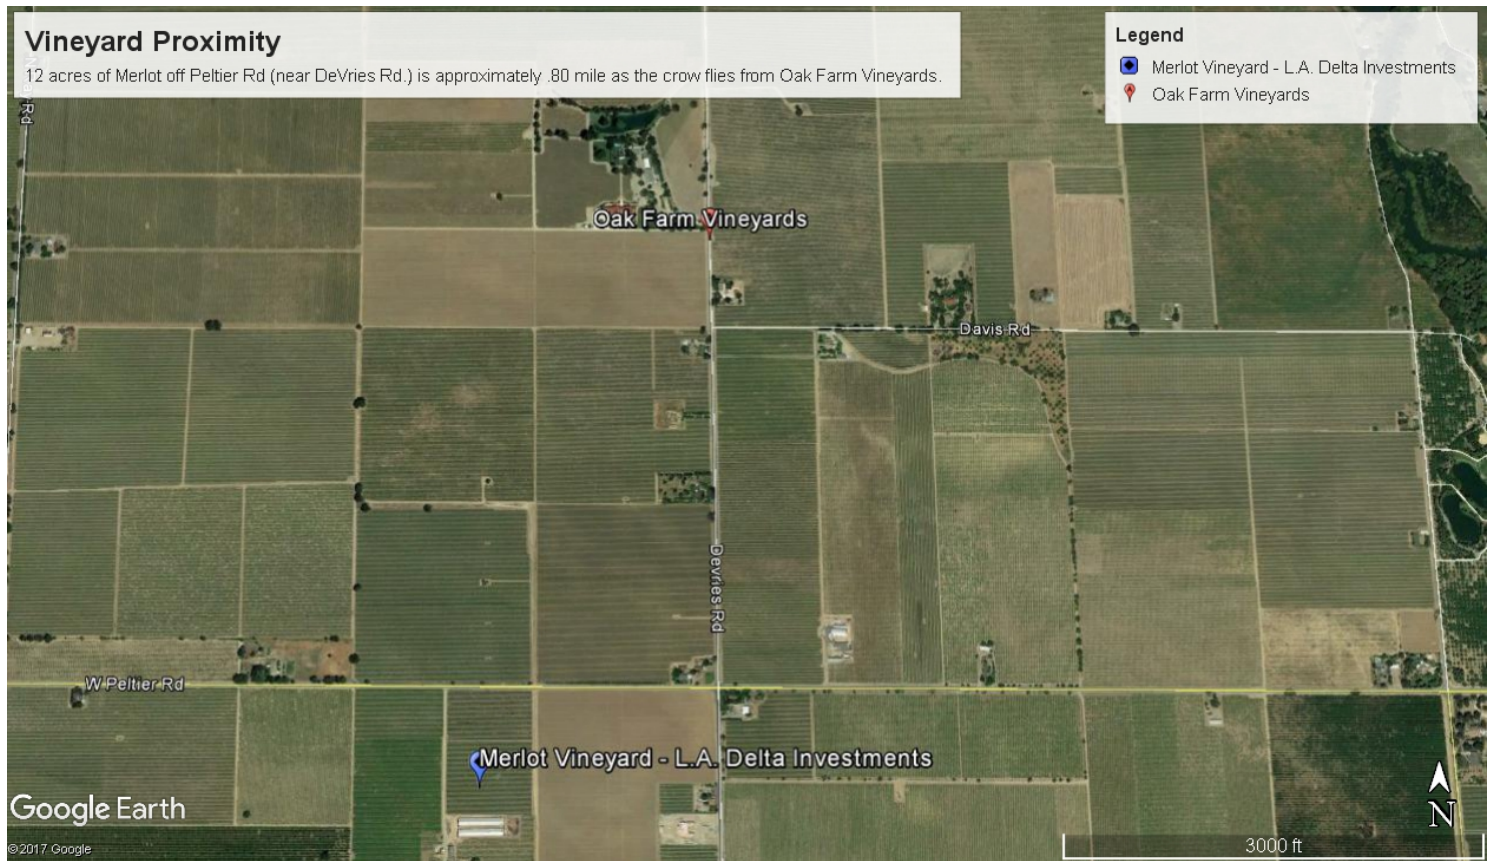 Vineyard Proximity
12 acres of Merlot off Peltier Rd (near DeVries Rd.) is approximately .80 mile as the crow flies from Oak Farm Vineyards.
Legend
Merlot Vineyard - L.A. Delta Investments
Oak Farm Vineyards
Oak Farm Vineyards
Davis Rd
Devries Rd
W Peltier Rd
Merlot Vineyard - L.A. Delta Investments
Google Earth
N
©2017 Google
3000 ft